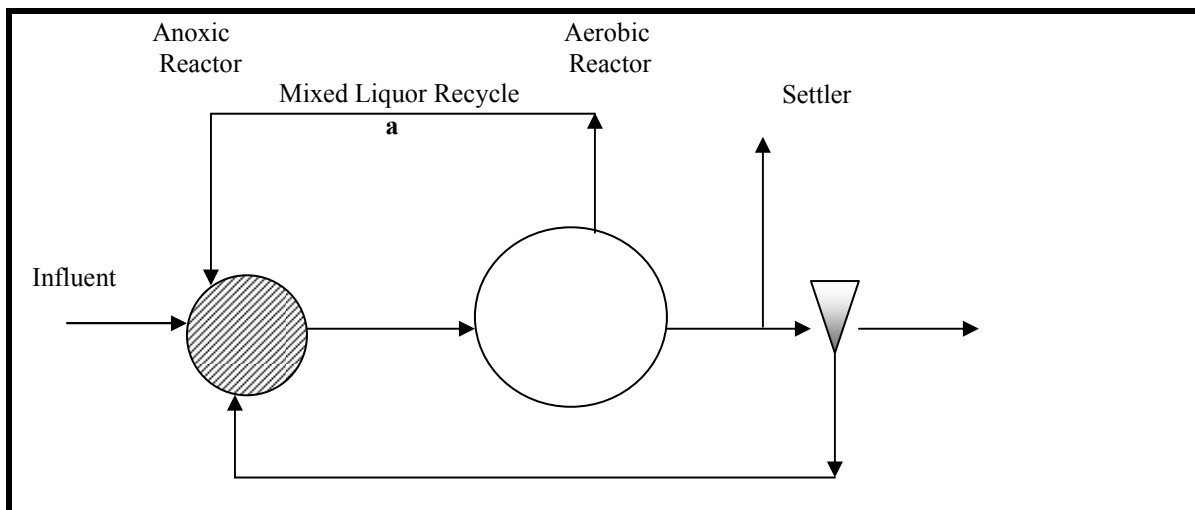 Anoxic
Reactor
Aerobic
Reactor
Mixed Liquor Recycle
a
Settler
Influent